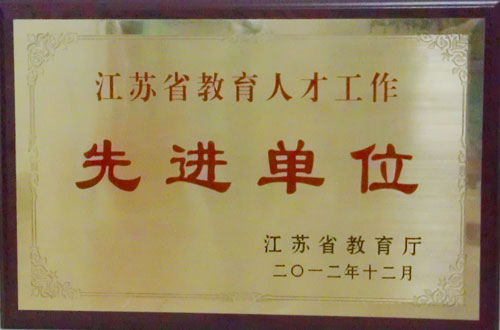 江苏省教育人才工作
先进单位
江苏省教育厅
二〇一二年十二月